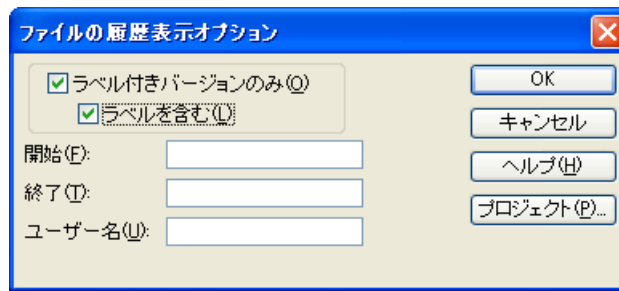 ファイルの履歴表示オプション
ラベル付きバージョンのみ(O)
ラベルを含む(L)
開始(F):
終了(T):
ユーザー名(U):
OK
キャンセル
ヘルプ(H)
プロジェクト(P)...